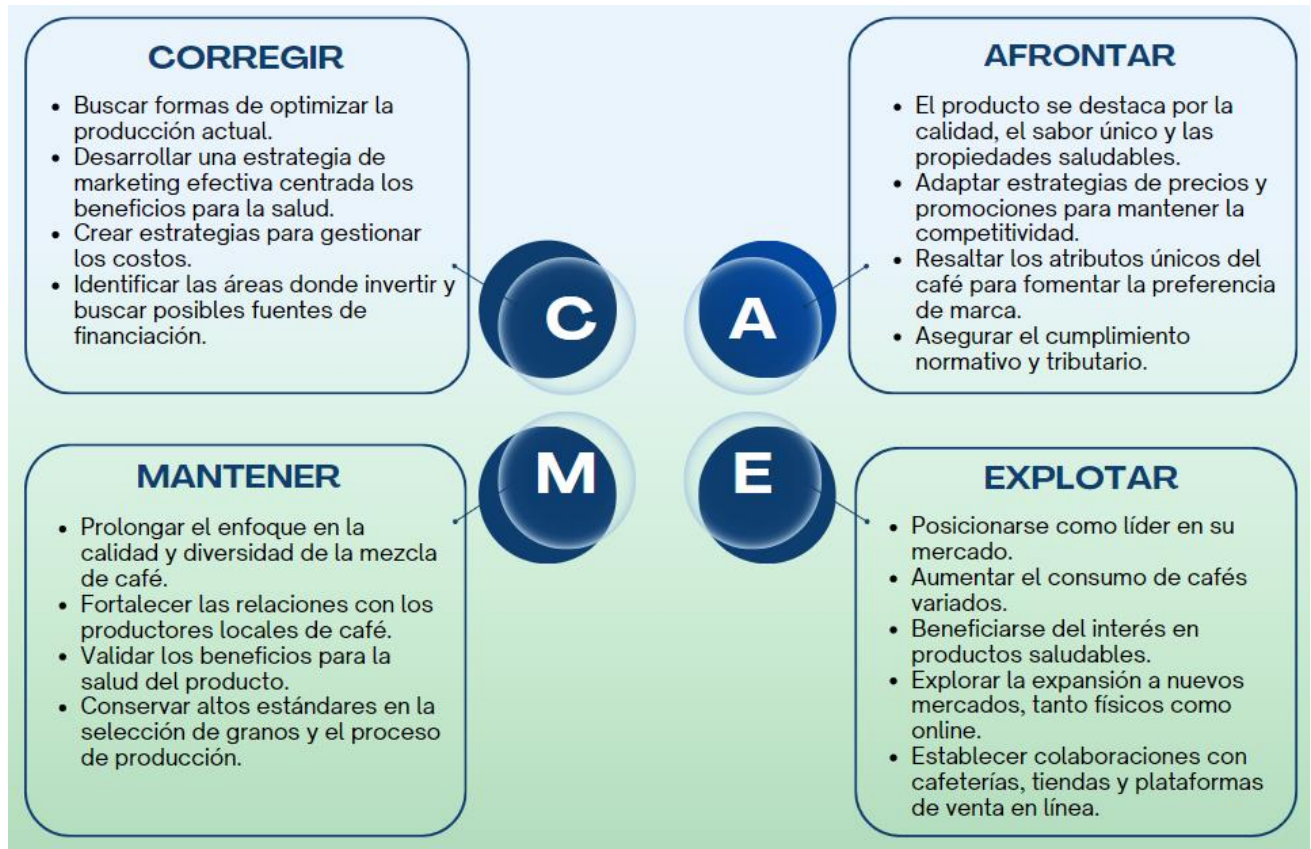 CORREGIR
• Buscar formas de optimizar la
producción actual.
• Desarrollar una estrategia de
marketing efectiva centrada los
beneficios para la salud.
• Crear estrategias para gestionar
los costos.
• Identificar las áreas donde invertir y
buscar posibles fuentes de
financiación.
AFRONTAR
• El producto se destaca por la
calidad, el sabor único y las
propiedades saludables.
• Adaptar estrategias de precios y
promociones para mantener la
competitividad.
• Resaltar los atributos únicos del
café para fomentar la preferencia
de marca.
• Asegurar el cumplimiento
normativo y tributario.
C
A
M
E
MANTENER
• Prolongar el enfoque en la
calidad y diversidad de la mezcla
de café.
• Fortalecer las relaciones con los
productores locales de café.
• Validar los beneficios para la
salud del producto.
• Conservar altos estándares en la
selección de granos y el proceso
de producción.
EXPLOTAR
• Posicionarse como líder en su
mercado.
• Aumentar el consumo de cafés
variados.
• Beneficiarse del interés en
productos saludables.
• Explorar la expansión a nuevos
mercados, tanto físicos como
online.
• Establecer colaboraciones con
cafeterías, tiendas y plataformas
de venta en línea.